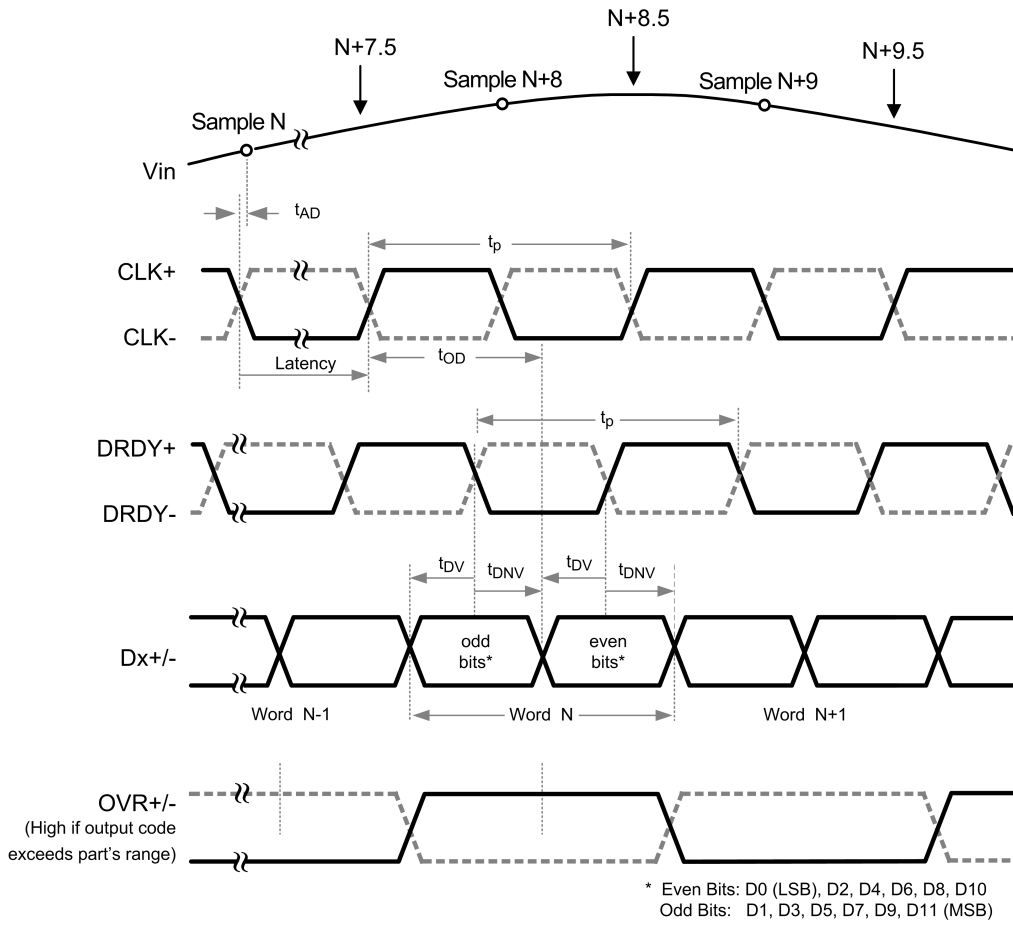 N+8.5
N+7.5
N+9.5
Sample N+8
Sample N+9
Sample N
Vin
tAD
tp
CLK+
CLK-
Latency
tOD
tp
DRDY+
DRDY-
tDV
tDNV
tDV
tDNV
odd
bits*
even
bits*
Dx+/-
Word N-1
Word N
Word N+1
OVR+/-
(High if output code
exceeds part's range)
* Even Bits: D0 (LSB), D2, D4, D6, D8, D10
Odd Bits: D1, D3, D5, D7, D9, D11 (MSB)